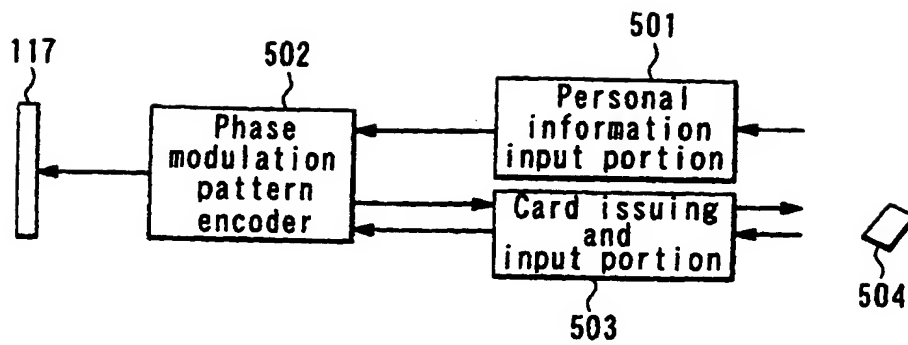 117
502
501
Phase
modulation
pattern
encoder
Personal
information
input portion
Card issuing
and
input portion
503
504